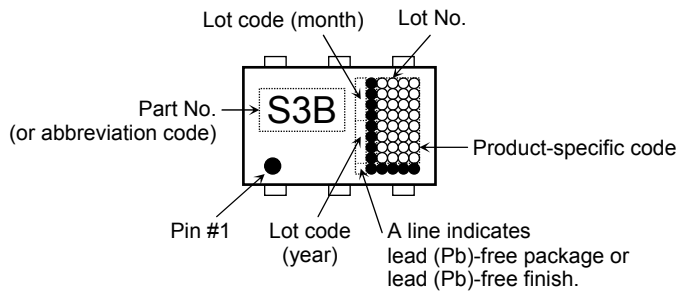 Lot code (month)
Lot No.
Part No.
(or abbreviation code)
S3B
Product-specific code
Pin #1
Lot code
(year)
A line indicates
lead (Pb)-free package or
lead (Pb)-free finish.